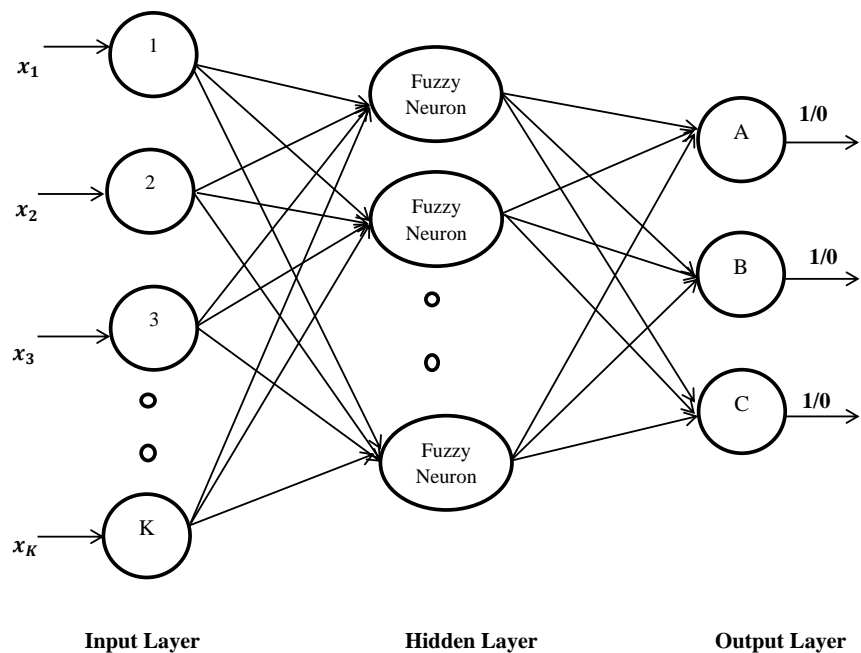 1
x₁
Fuzzy
Neuron
1/0
A
2
x₂
Fuzzy
Neuron
1/0
B
3
x₃
1/0
C
Fuzzy
Neuron
K
x_K
Input Layer
Hidden Layer
Output Layer